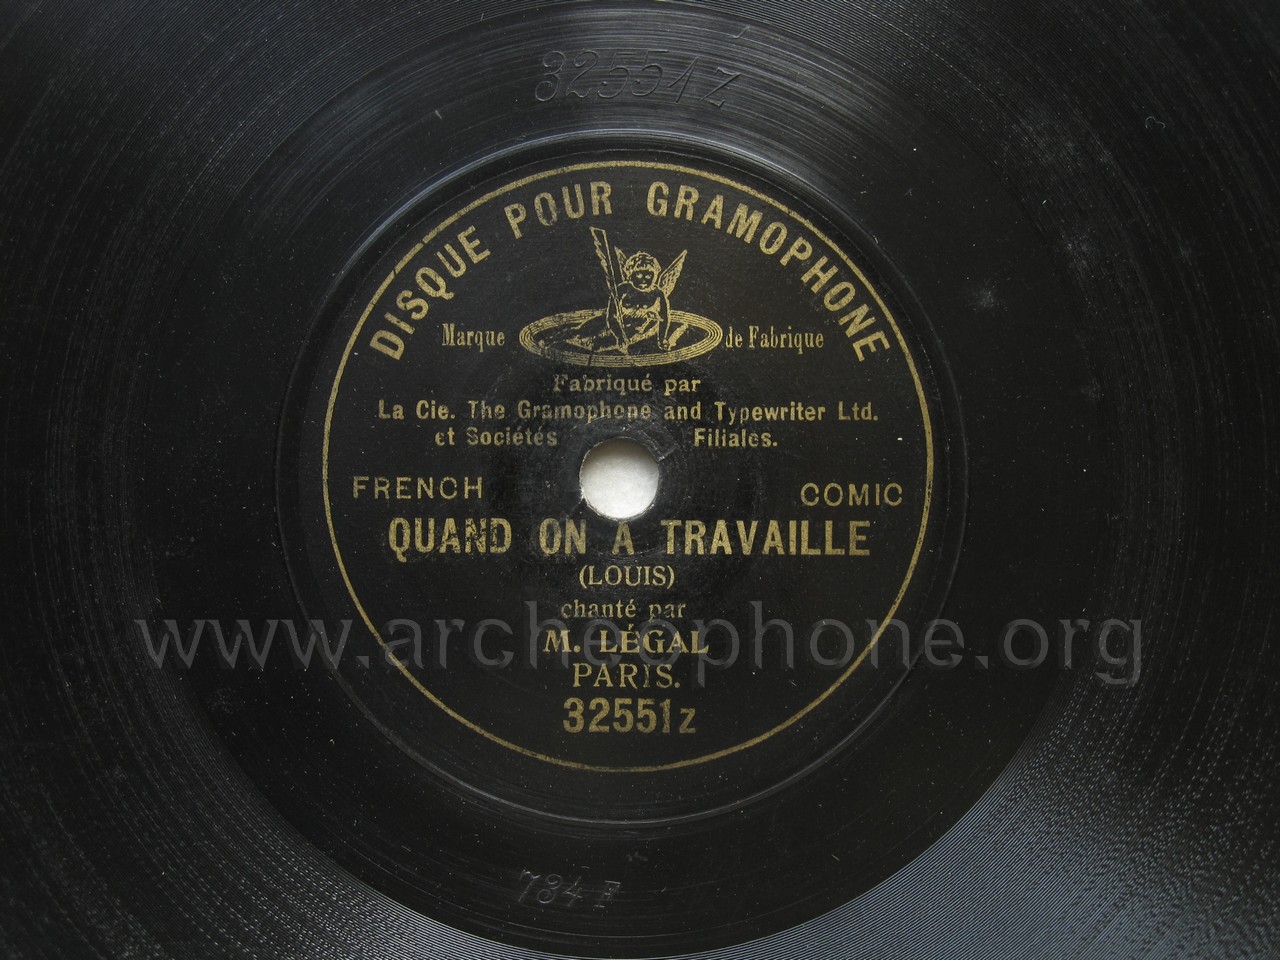 32551z
DISQUE POUR GRAMOPHONE
Marque de Fabrique
Fabriqué par
La Cie. The Gramophone and Typewriter Ltd.
et Sociétés Filiales.
FRENCH COMIC
QUAND ON A TRAVAILLE
(LOUIS)
chanté par
www.archeophone.org
M. LÉGAL
PARIS.
32551z
734 F